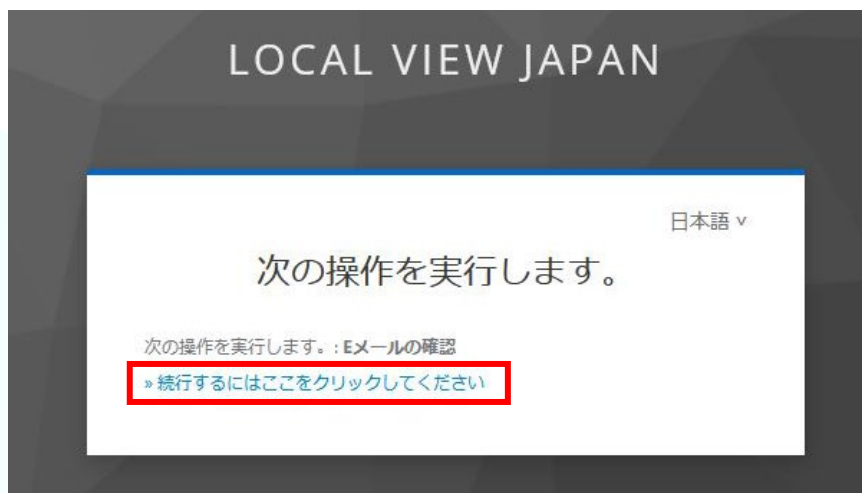 LOCAL VIEW JAPAN
日本語 ˅
次の操作を実行します。
次の操作を実行します。: Eメールの確認
» 続行するにはここをクリックしてください